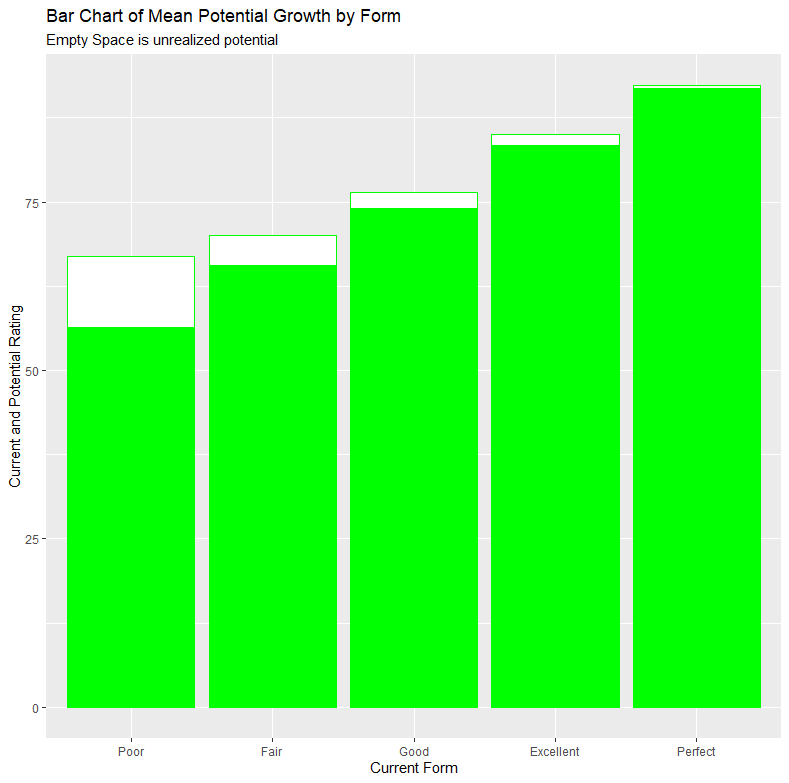 Bar Chart of Mean Potential Growth by Form
Empty Space is unrealized potential
Current and Potential Rating
75
50
25
0
Poor
Fair
Good
Excellent
Perfect
Current Form